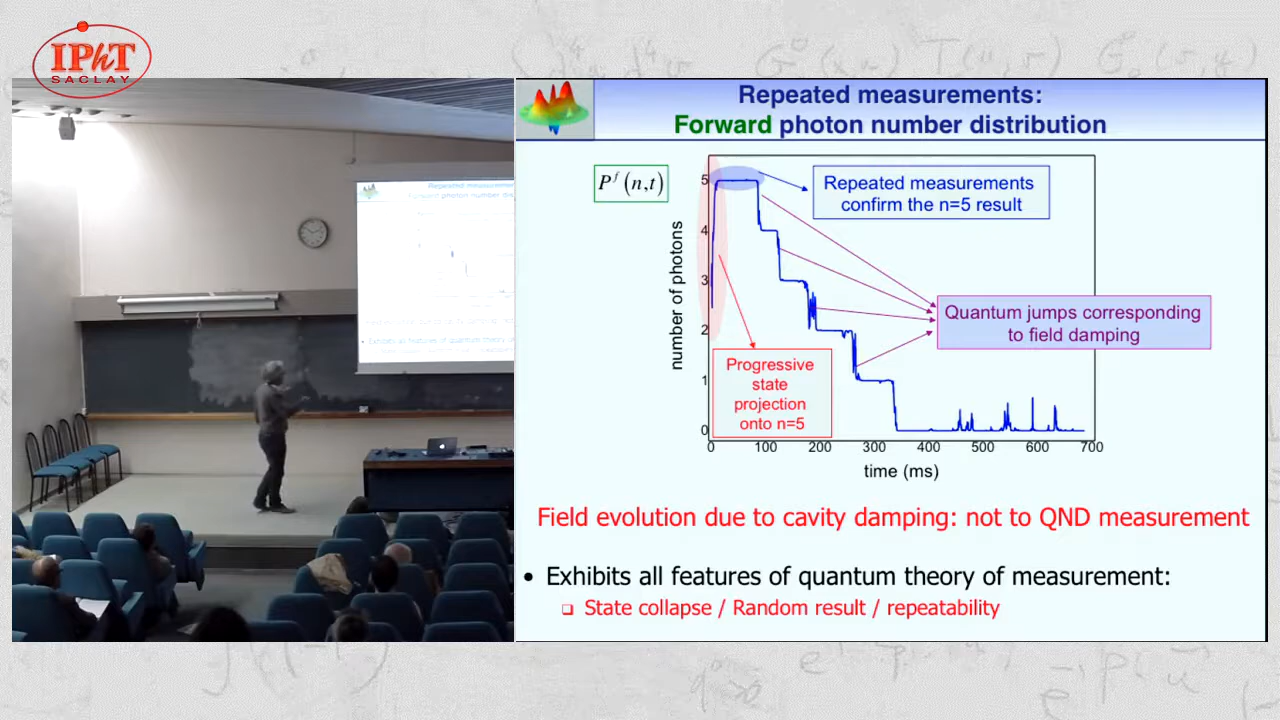 IPhT
SACLAY
Repeated measurements:
Forward photon number distribution
P^f (n,t)
Repeated measurements
confirm the n=5 result
number of photons
5
4
3
2
1
0
Quantum jumps corresponding
to field damping
Progressive
state
projection
onto n=5
0 100 200 300 400 500 600 700
time (ms)
Field evolution due to cavity damping: not to QND measurement
• Exhibits all features of quantum theory of measurement:
❑ State collapse / Random result / repeatability